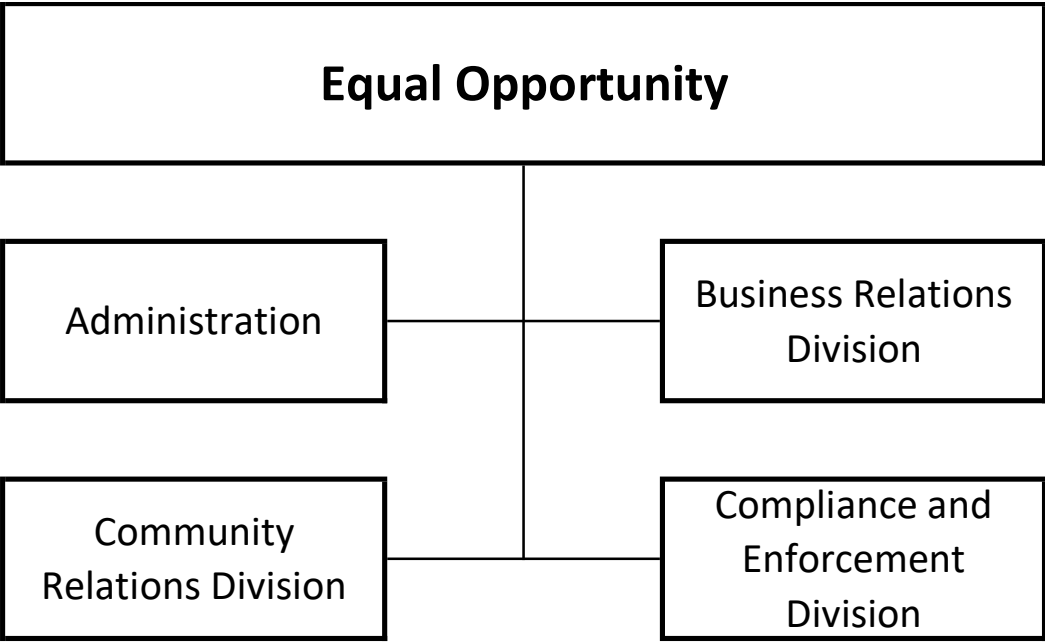 Equal Opportunity
Administration
Business Relations
Division
Community
Relations Division
Compliance and
Enforcement
Division